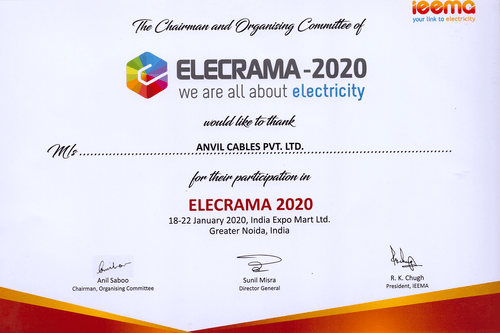 ieema
your link to electricity
The Chairman and Organising Committee of
ELECRAMA-2020
we are all about electricity
would like to thank
ANVIL CABLES PVT. LTD.
M/s
for their participation in
ELECRAMA 2020
18-22 January 2020, India Expo Mart Ltd.
Greater Noida, India
Anil Saboo
Chairman, Organising Committee
Sunil Misra
Director General
R. K. Chugh
President, IEEMA